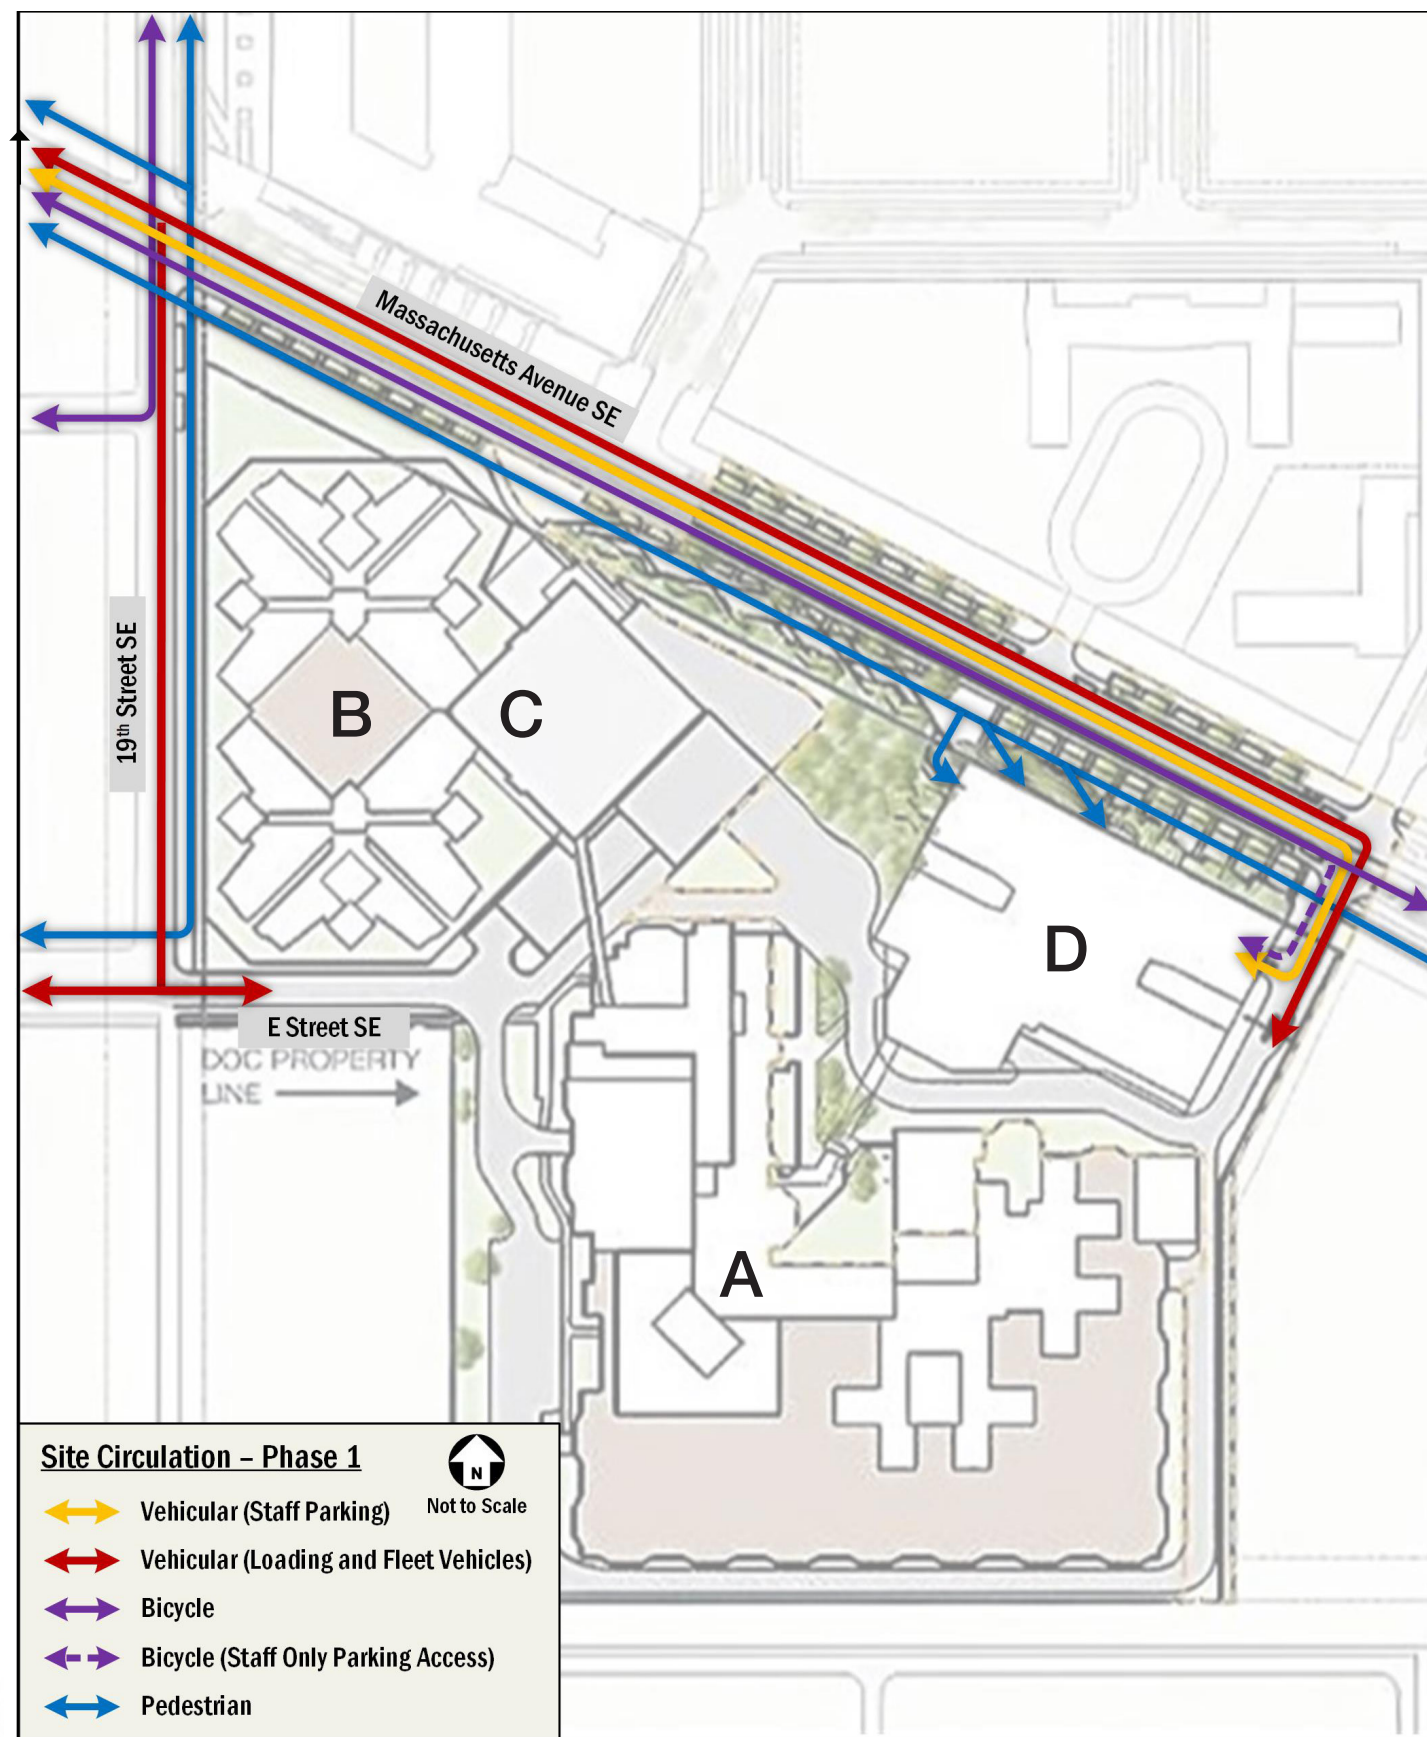 Massachusetts Avenue SE
19th Street SE
B
C
D
E Street SE
DOC PROPERTY
LINE
A
Site Circulation – Phase 1
N
Not to Scale
Vehicular (Staff Parking)
Vehicular (Loading and Fleet Vehicles)
Bicycle
Bicycle (Staff Only Parking Access)
Pedestrian